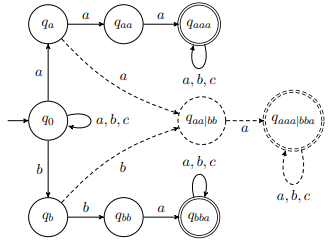 q_a a q_aa a q_aaa
a a a, b, c
q_0 a, b, c q_aa|bb a q_aaa|bba
b b a, b, c a, b, c
q_b b q_bb a q_bba